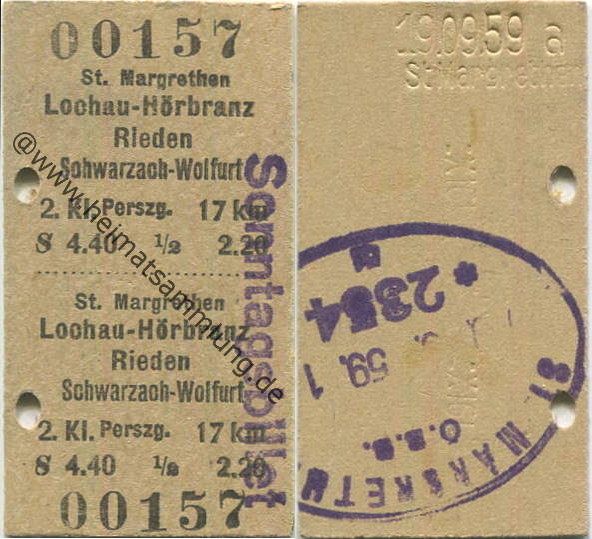 00157
St. Margrethen
Lochau-Hörbranz
Rieden
Schwarzach-Wolfurt
2. Kl. Perszg. 17 km
S 4.40 ½ 2.20
St. Margrethen
Lochau-Hörbranz
Rieden
Schwarzach-Wolfurt
2. Kl. Perszg. 17 km
S 4.40 ½ 2.20
00157
Sonntagsbillet
@www.heimatsammlung.de
19.09.59 a
St Margrethen
* 2354
59. 1
Ö.B.B.